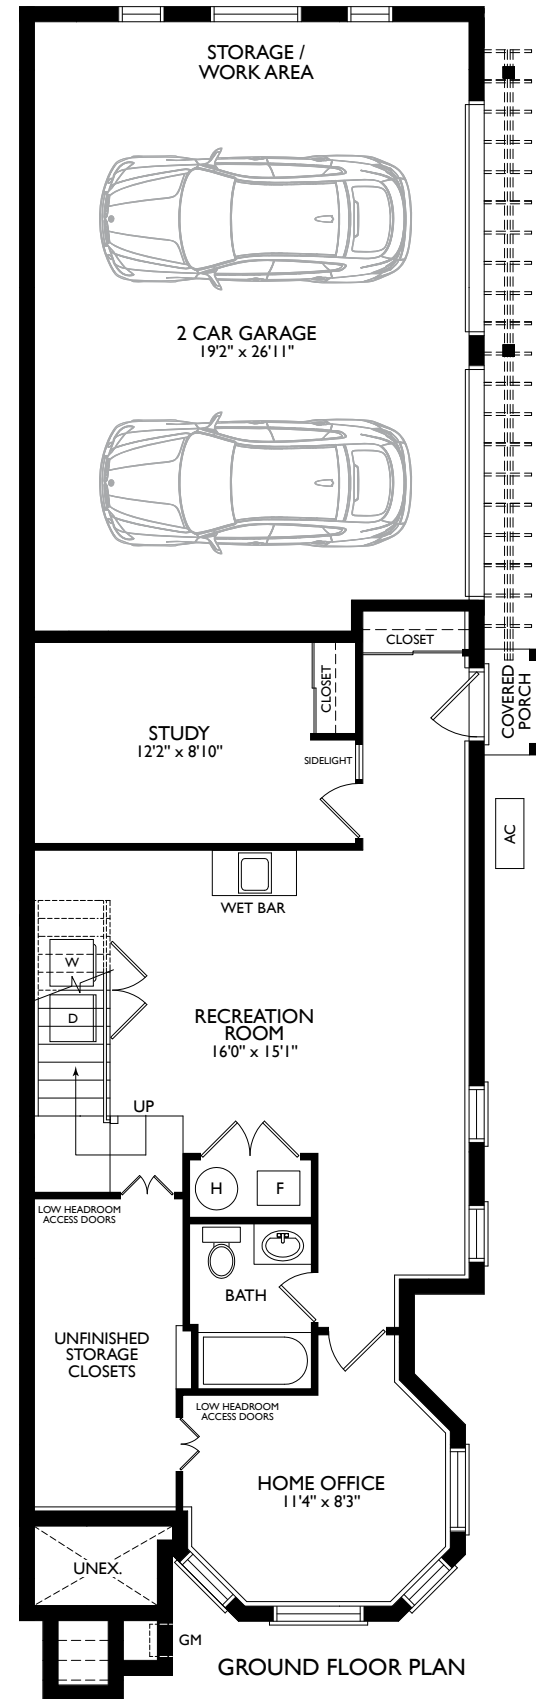 STORAGE /
WORK AREA
2 CAR GARAGE
19'2" x 26'11"
CLOSET
CLOSET
COVERED
PORCH
STUDY
12'2" x 8'10"
SIDELIGHT
AC
WET BAR
W
D
RECREATION
ROOM
16'0" x 15'1"
UP
H
F
LOW HEADROOM
ACCESS DOORS
BATH
UNFINISHED
STORAGE
CLOSETS
LOW HEADROOM
ACCESS DOORS
HOME OFFICE
11'4" x 8'3"
UNEX.
GM
GROUND FLOOR PLAN